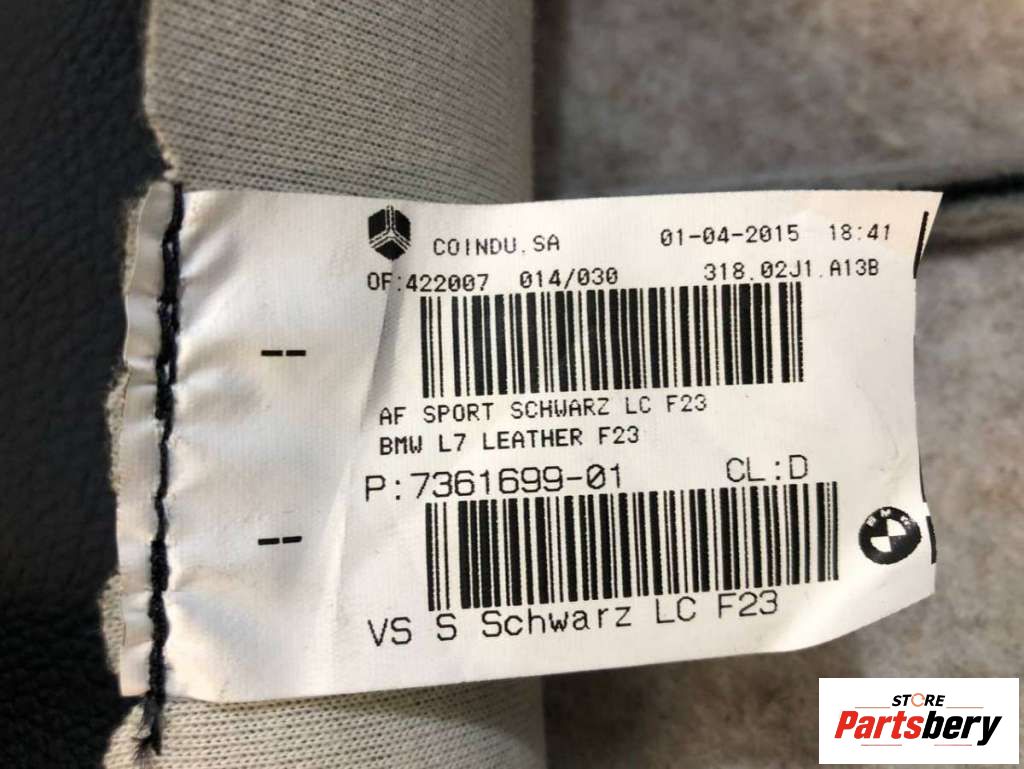 COINDU.SA 01-04-2015 18:41
OF:422007 014/030 318.02J1.A13B
--
AF SPORT SCHWARZ LC F23
BMW L7 LEATHER F23
P:7361699-01 CL:D
--
BMW
VS S Schwarz LC F23
STORE
Partsbery